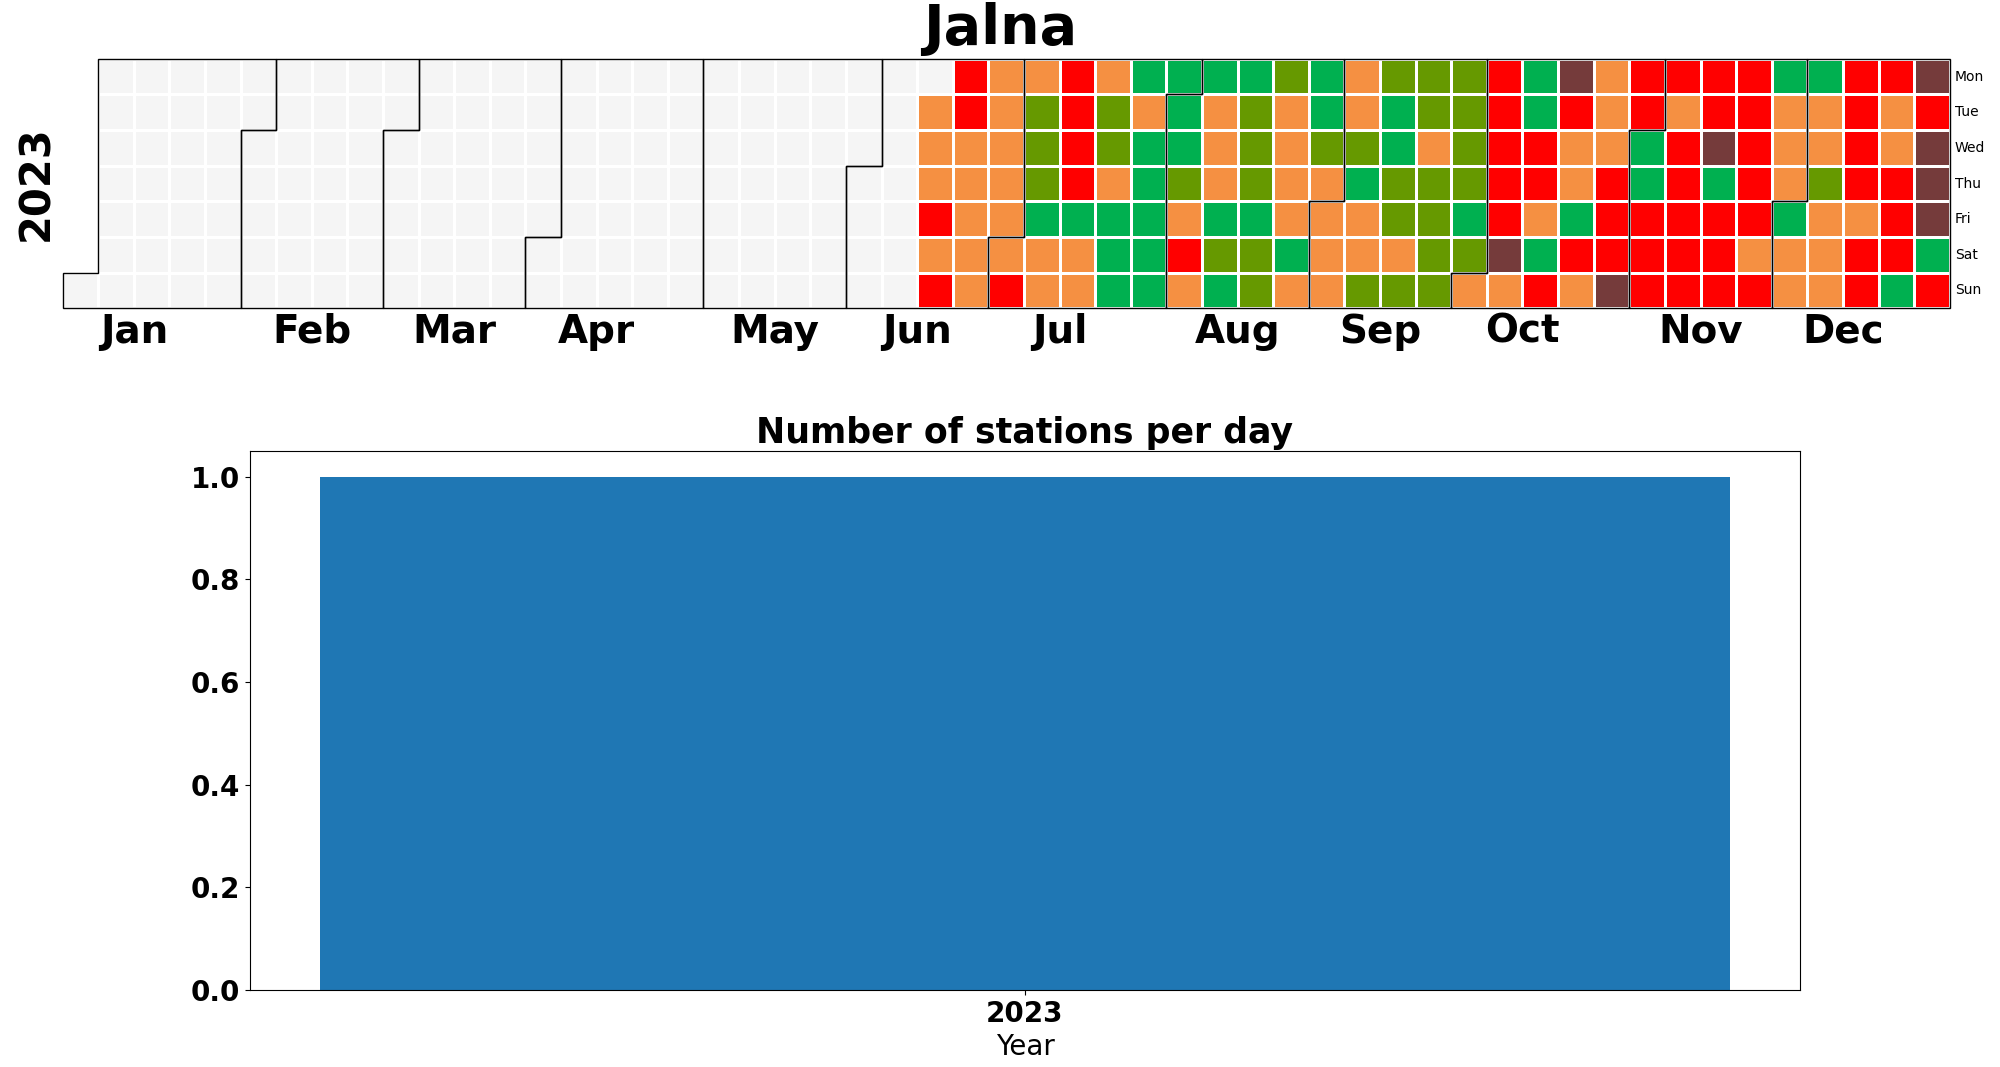 Jalna
2023
Mon
Tue
Wed
Thu
Fri
Sat
Sun
Jan Feb Mar Apr May Jun Jul Aug Sep Oct Nov Dec
Number of stations per day
1.0
0.8
0.6
0.4
0.2
0.0
2023
Year